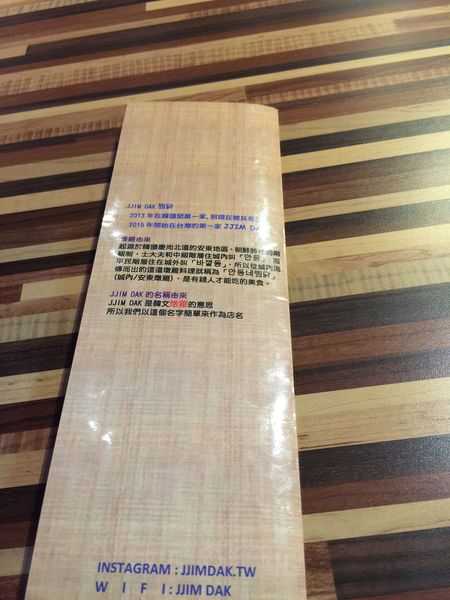 JJIM DAK 찜닭
2013 年在韓國開第一家,到現在總共有
2015 年開始在台灣的第一家 JJIM DA
燉雞由來
起源於韓國慶尚北道的安東地區。朝鮮時代的階
級制,士大夫和中級階層住城內叫「안동」,而
平民階層住在城外叫「바깥동」,所以從城內流
傳而出的這道燉雞料理就稱為「안동네찜닭」
(城內/安東燉雞),是有錢人才能吃的美食。
JJIM DAK 的名稱由來
JJIM DAK 是韓文燉雞的意思
所以我們以這個名字簡單來作為店名
INSTAGRAM : JJIMDAK.TW
W I F I : JJIM DAK